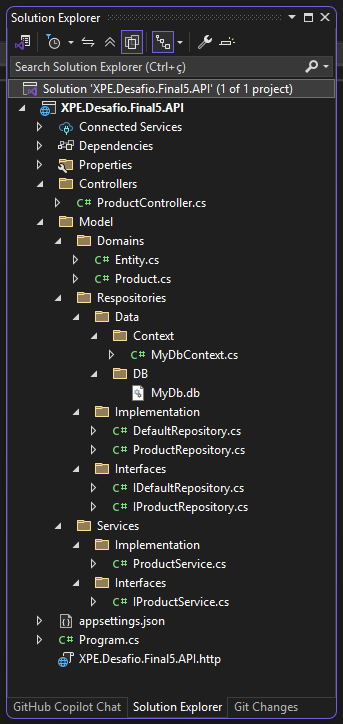 Solution Explorer
Search Solution Explorer (Ctrl+ç)
Solution 'XPE.Desafio.Final5.API' (1 of 1 project)
XPE.Desafio.Final5.API
Connected Services
Dependencies
Properties
Controllers
C# ProductController.cs
Model
Domains
C# Entity.cs
C# Product.cs
Respositories
Data
Context
C# MyDbContext.cs
DB
MyDb.db
Implementation
C# DefaultRepository.cs
C# ProductRepository.cs
Interfaces
C# IDefaultRepository.cs
C# IProductRepository.cs
Services
Implementation
C# ProductService.cs
Interfaces
C# IProductService.cs
appsettings.json
C# Program.cs
XPE.Desafio.Final5.API.http
GitHub Copilot Chat Solution Explorer Git Changes